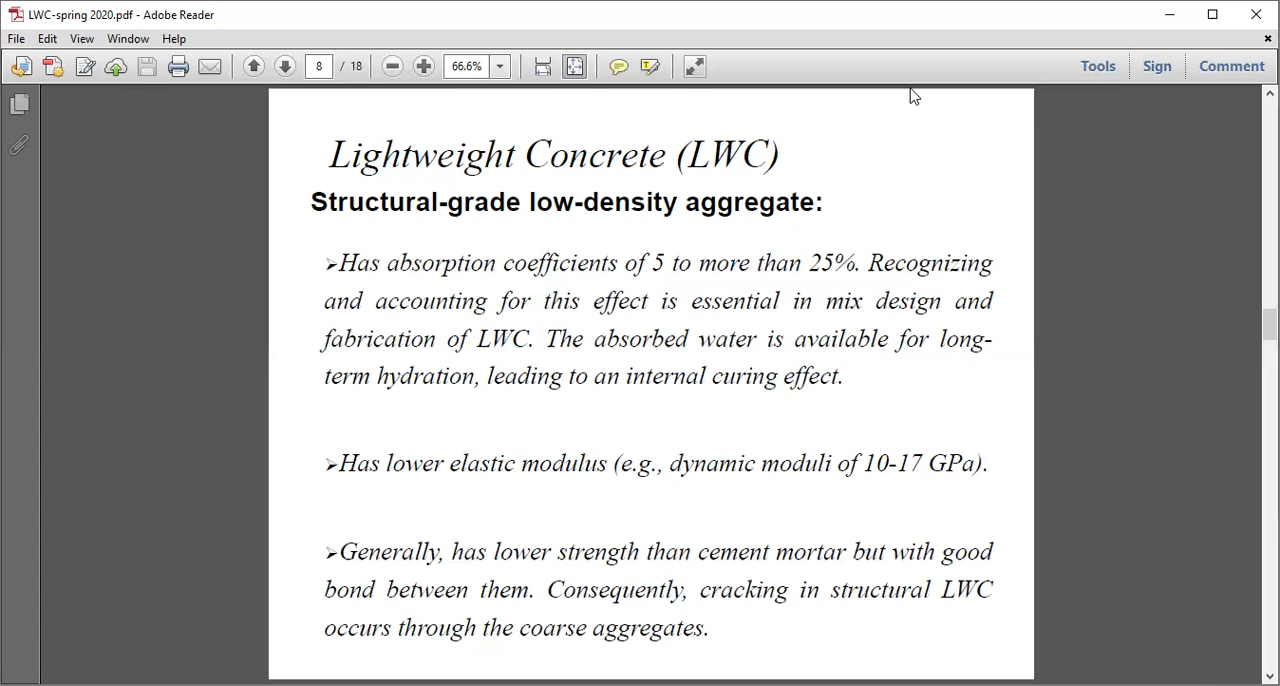 LWC-spring 2020.pdf - Adobe Reader
File Edit View Window Help
8 / 18 66.6% Tools Sign Comment
Lightweight Concrete (LWC)
Structural-grade low-density aggregate:
➢Has absorption coefficients of 5 to more than 25%. Recognizing
and accounting for this effect is essential in mix design and
fabrication of LWC. The absorbed water is available for long-
term hydration, leading to an internal curing effect.
➢Has lower elastic modulus (e.g., dynamic moduli of 10-17 GPa).
➢Generally, has lower strength than cement mortar but with good
bond between them. Consequently, cracking in structural LWC
occurs through the coarse aggregates.